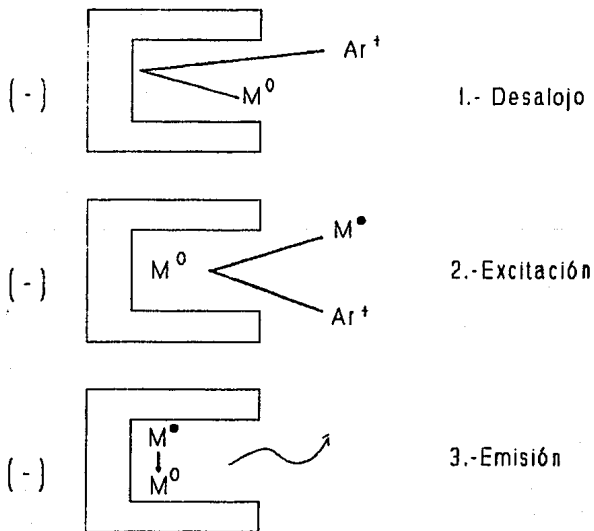 Ar⁺
(-) M⁰ 1.- Desalojo
M•
(-) M⁰ 2.-Excitación
Ar⁺
M•
(-) M⁰ 3.-Emisión